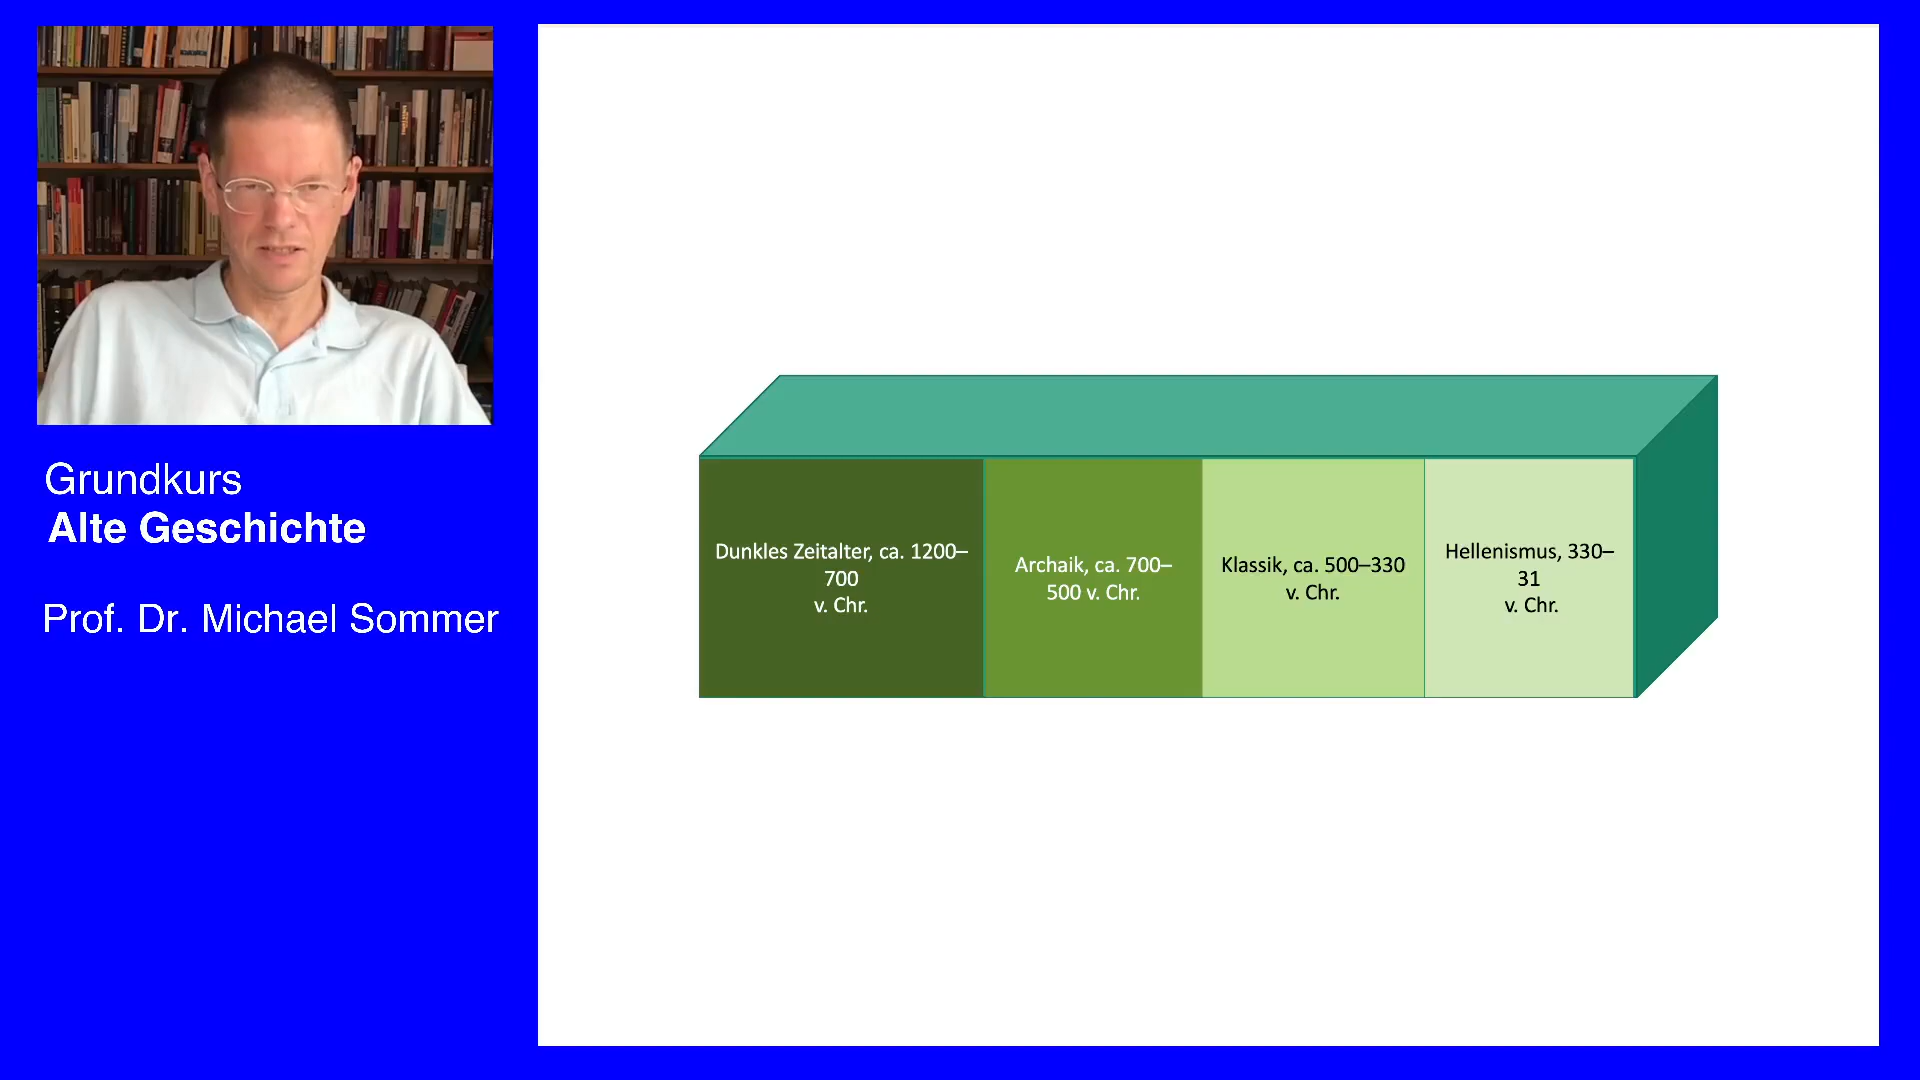 Grundkurs
Alte Geschichte
Prof. Dr. Michael Sommer
Dunkles Zeitalter, ca. 1200–
700
v. Chr.
Archaik, ca. 700–
500 v. Chr.
Klassik, ca. 500–330
v. Chr.
Hellenismus, 330–
31
v. Chr.